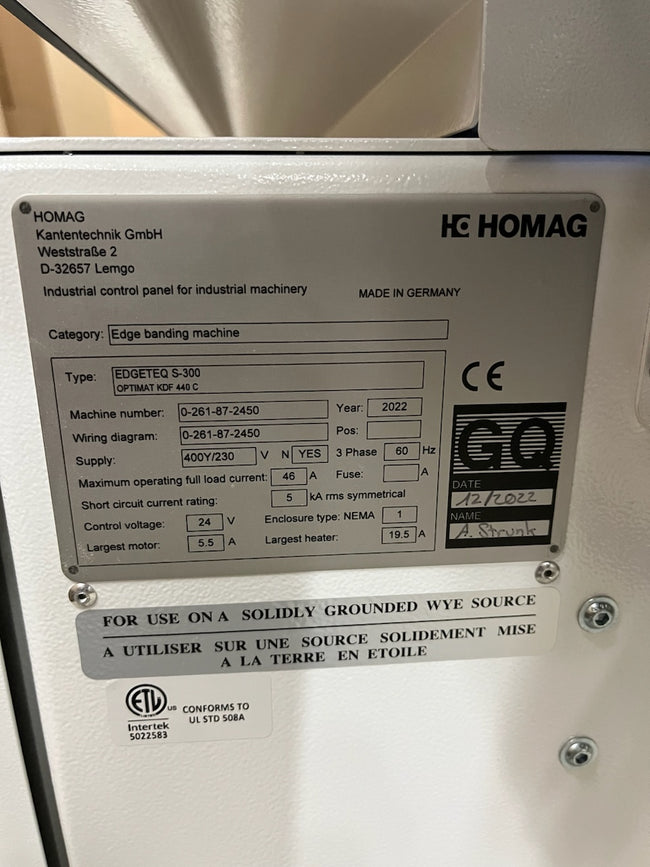 HOMAG
Kantentechnik GmbH
Weststraße 2
D-32657 Lemgo
HOMAG
Industrial control panel for industrial machinery
MADE IN GERMANY
Category: Edge banding machine
Type: EDGETEQ S-300
OPTIMAT KDF 440 C
CE
Machine number: 0-261-87-2450 Year: 2022
Wiring diagram: 0-261-87-2450 Pos:
Supply: 400Y/230 V N YES 3 Phase 60 Hz
Maximum operating full load current: 46 A Fuse: A
Short circuit current rating: 5 kA rms symmetrical
Control voltage: 24 V Enclosure type: NEMA 1
Largest motor: 5.5 A Largest heater: 19.5 A
GQ
DATE
12/2022
NAME
A. Strunk
FOR USE ON A SOLIDLY GROUNDED WYE SOURCE
A UTILISER SUR UNE SOURCE SOLIDEMENT MISE
A LA TERRE EN ETOILE
ETL us
Intertek
5022583
CONFORMS TO
UL STD 508A